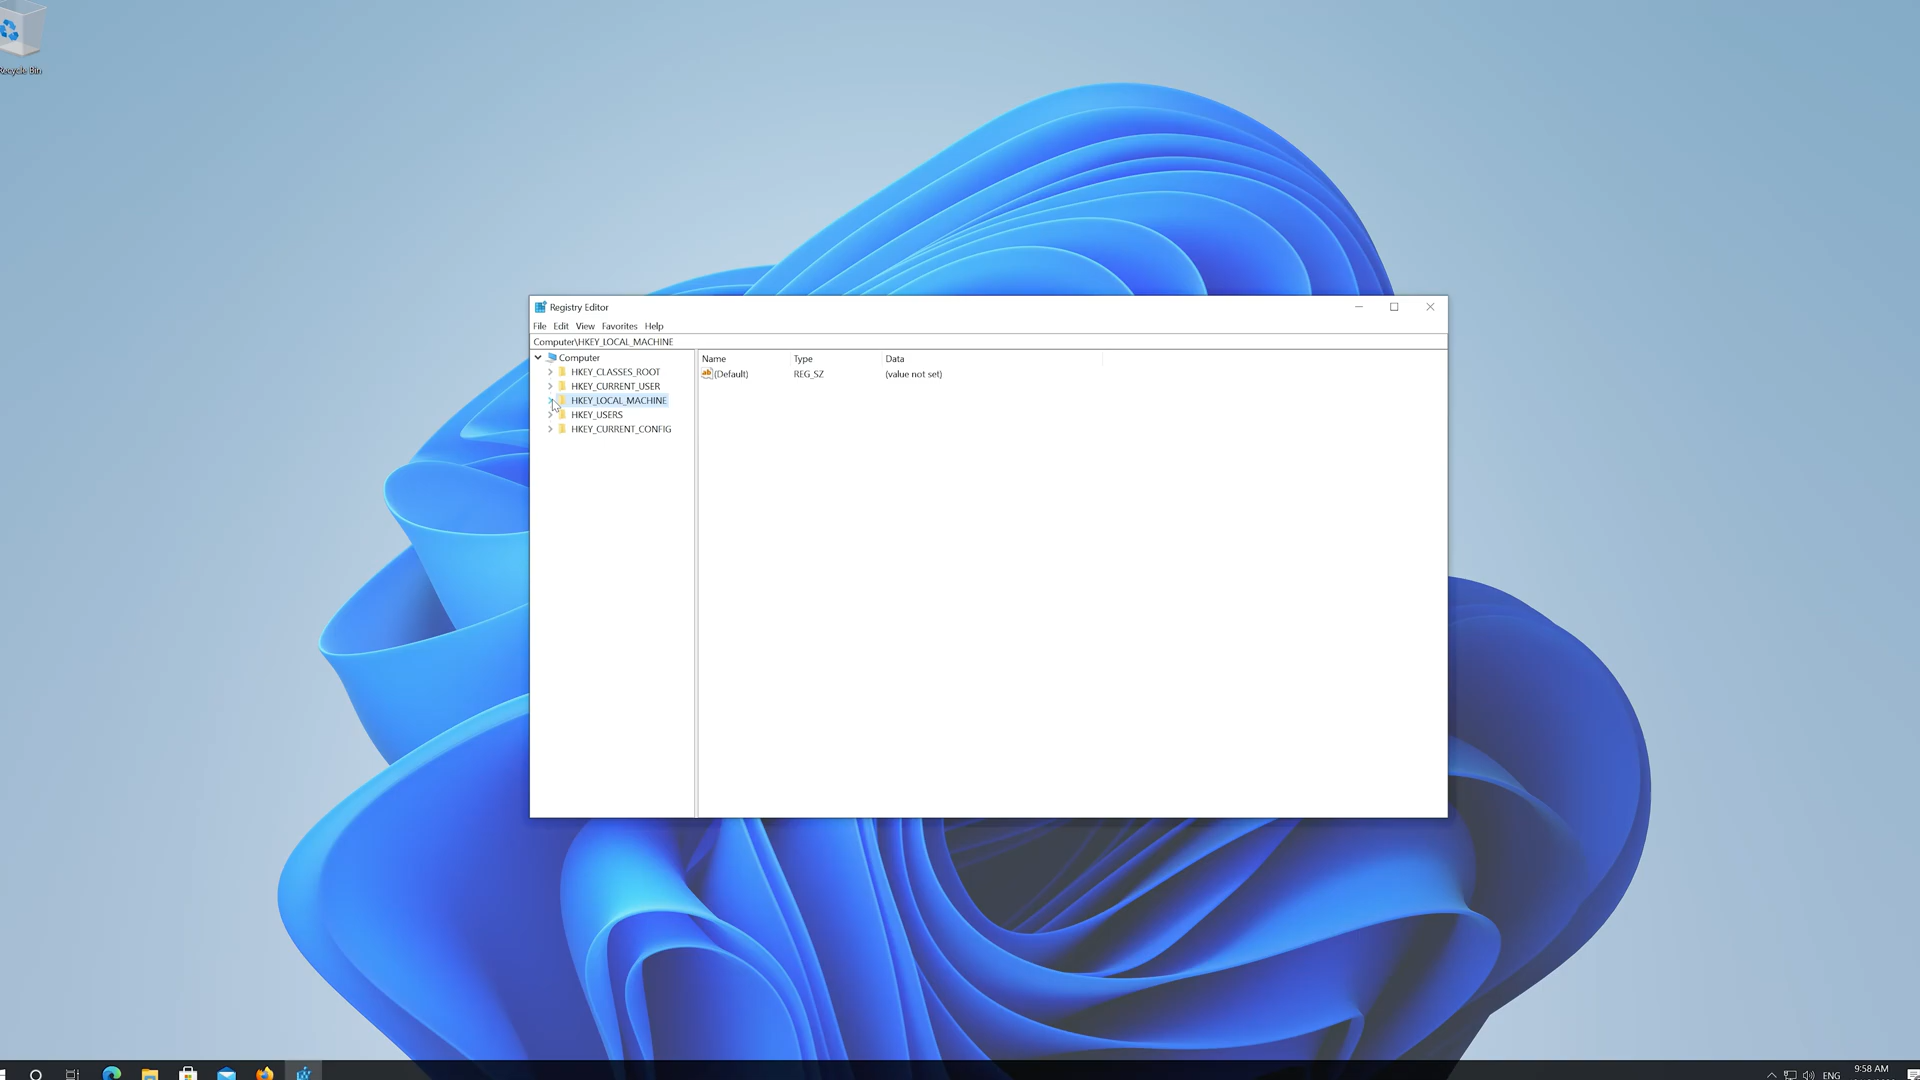 Recycle Bin
Registry Editor
File Edit View Favorites Help
Computer\HKEY_LOCAL_MACHINE
Computer
HKEY_CLASSES_ROOT
HKEY_CURRENT_USER
HKEY_LOCAL_MACHINE
HKEY_USERS
HKEY_CURRENT_CONFIG
Name Type Data
ab (Default) REG_SZ (value not set)
ENG 9:58 AM